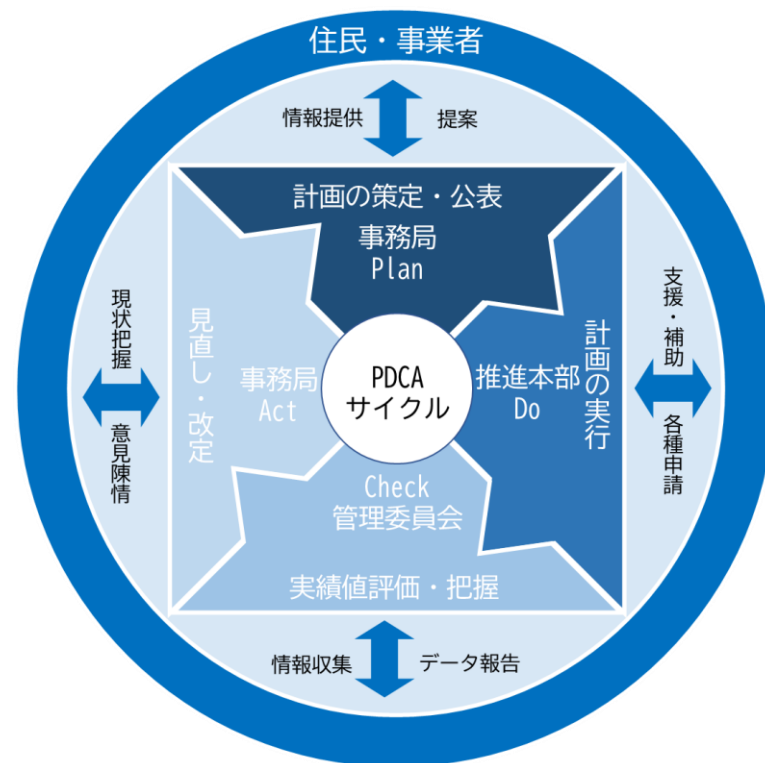 住民・事業者
情報提供
提案
計画の策定・公表
事務局
Plan
支援・補助
各種申請
計画の実行
推進本部
Do
PDCA
サイクル
Check
管理委員会
実績値評価・把握
情報収集
データ報告
事務局
Act
見直し・改定
現状把握
意見陳情